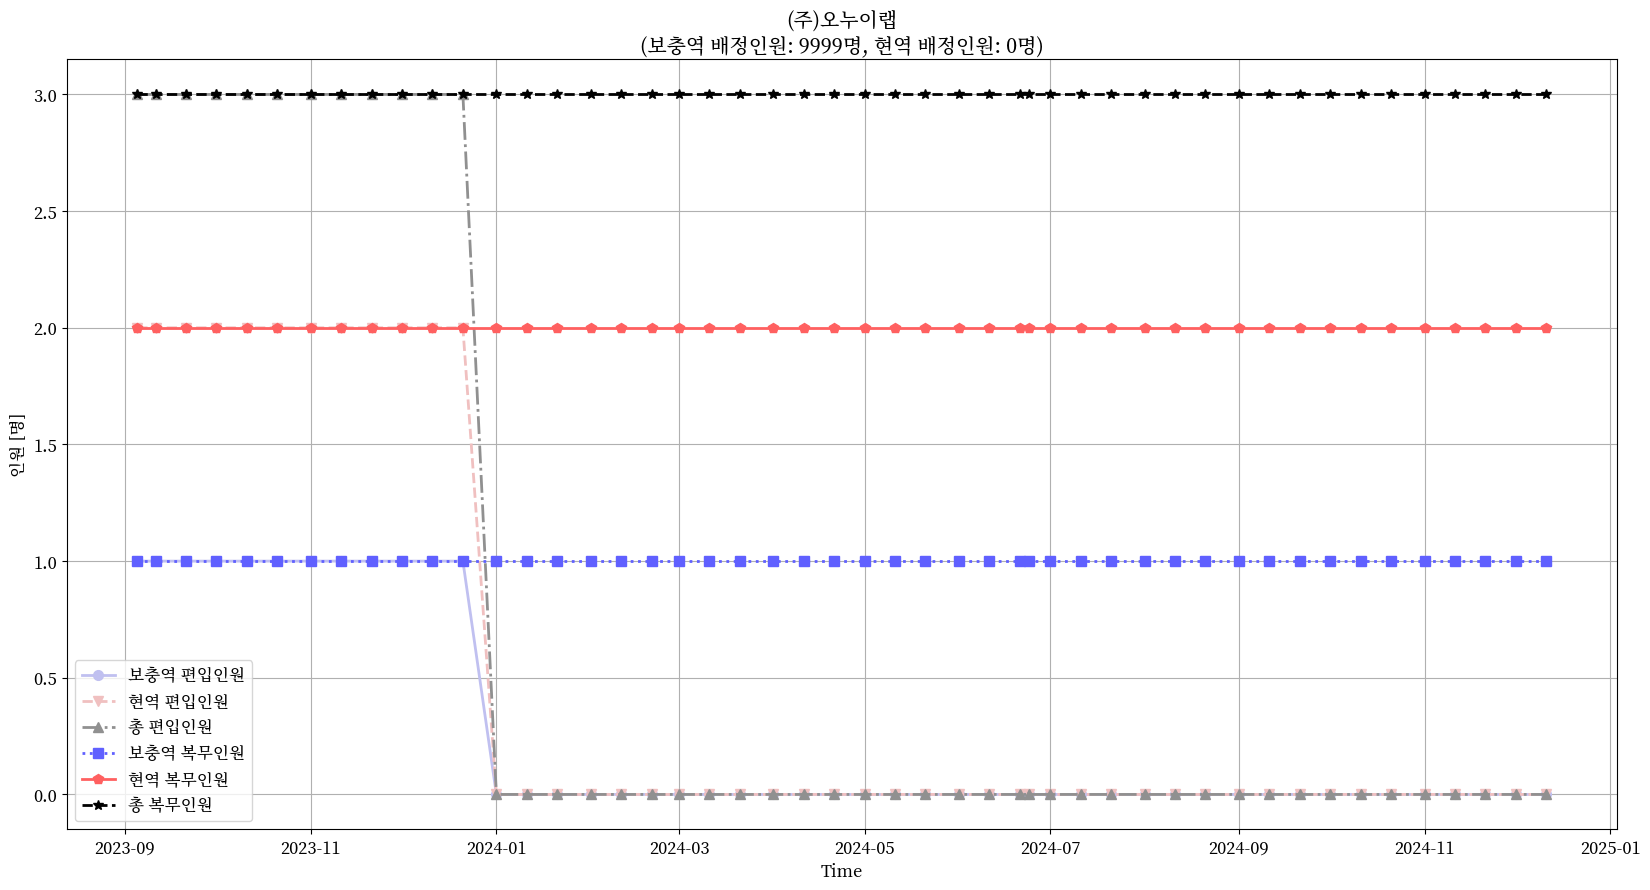 (주)오누이랩
(보충역 배정인원: 9999명, 현역 배정인원: 0명)
인원 [명]
3.0
2.5
2.0
1.5
1.0
0.5
0.0
보충역 편입인원
현역 편입인원
총 편입인원
보충역 복무인원
현역 복무인원
총 복무인원
2023-09 2023-11 2024-01 2024-03 2024-05 2024-07 2024-09 2024-11 2025-01
Time